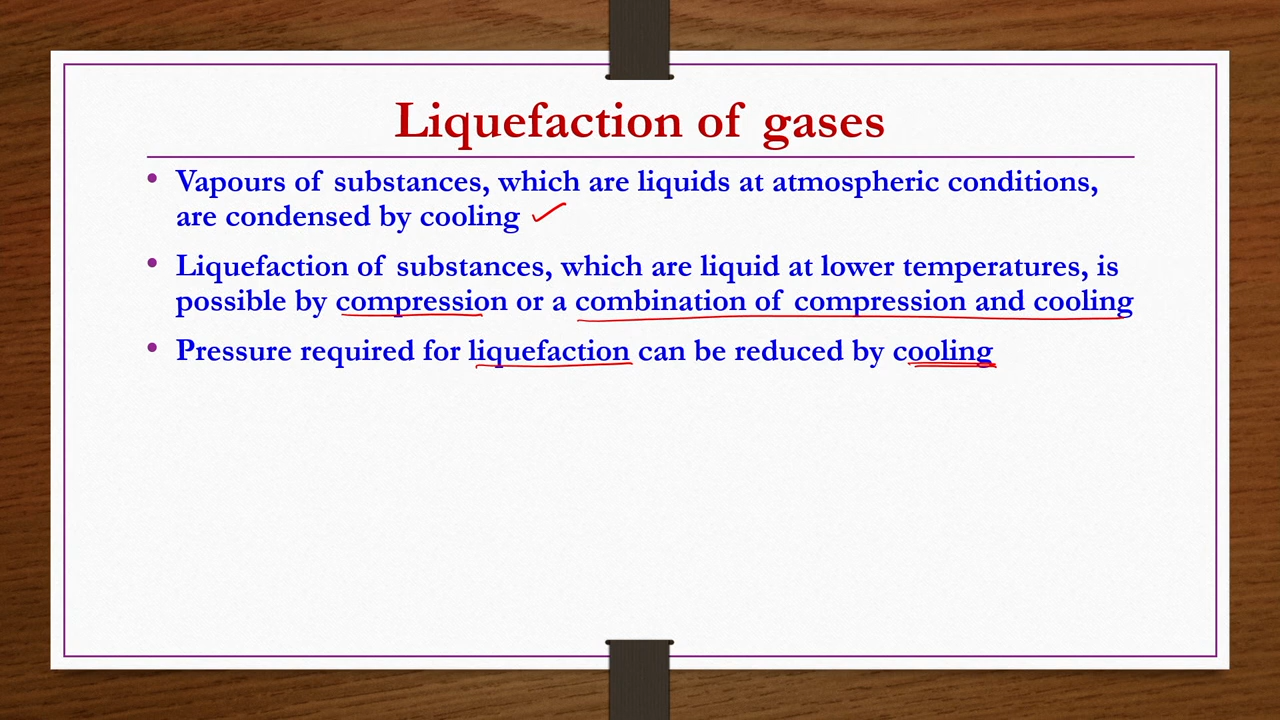 Liquefaction of gases
• Vapours of substances, which are liquids at atmospheric conditions,
are condensed by cooling ✓
• Liquefaction of substances, which are liquid at lower temperatures, is
possible by compression or a combination of compression and cooling
• Pressure required for liquefaction can be reduced by cooling